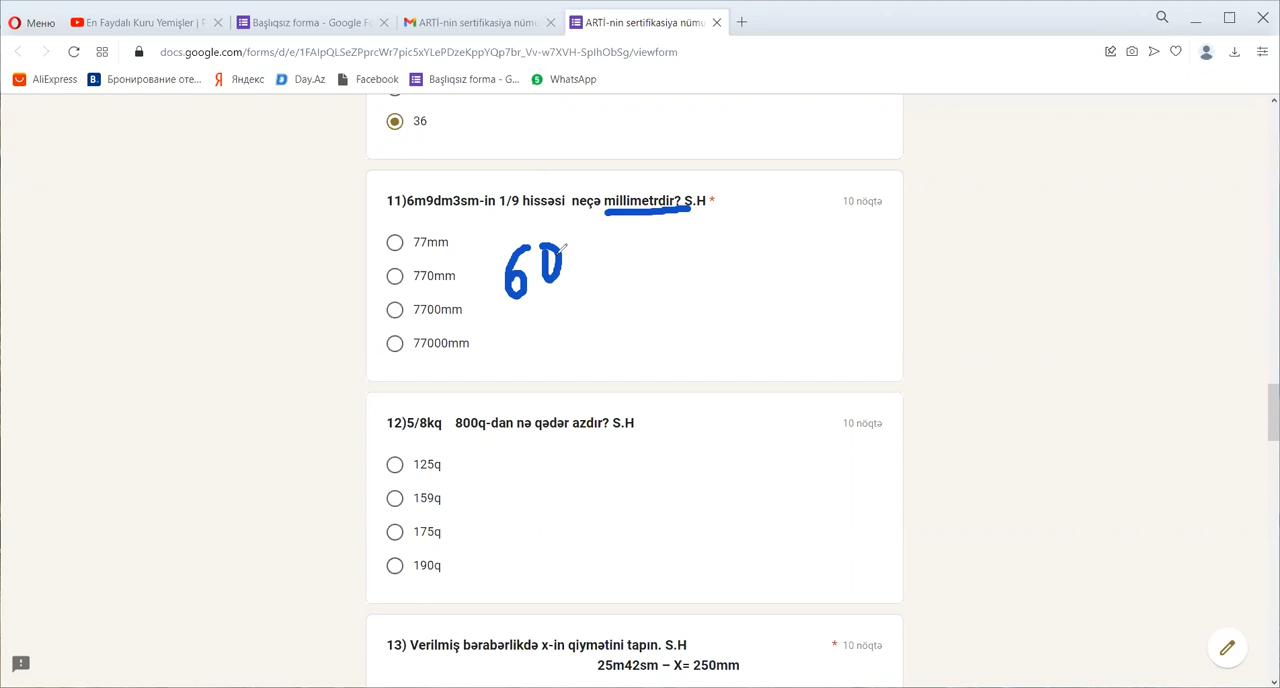 Меню
En Faydalı Kuru Yemişler | F
Başlıqsız forma - Google Fo
ARTİ-nin sertifikasiya nümu
ARTİ-nin sertifikasiya nümu
docs.google.com/forms/d/e/1FAIpQLSeZPprcWr7pic5xYLePDzeKppYQp7br_Vv-w7XVH-SpIhObSg/viewform
AliExpress
B. Бронирование оте...
Я Яндекс
Day.Az
Facebook
Başlıqsız forma - G...
WhatsApp
36
11)6m9dm3sm-in 1/9 hissəsi neçə millimetrdir? S.H *
10 nöqtə
77mm
770mm
7700mm
77000mm
60
12)5/8kq 800q-dan nə qədər azdır? S.H
10 nöqtə
125q
159q
175q
190q
13) Verilmiş bərabərlikdə x-in qiymətini tapın. S.H
* 10 nöqtə
25m42sm – X= 250mm